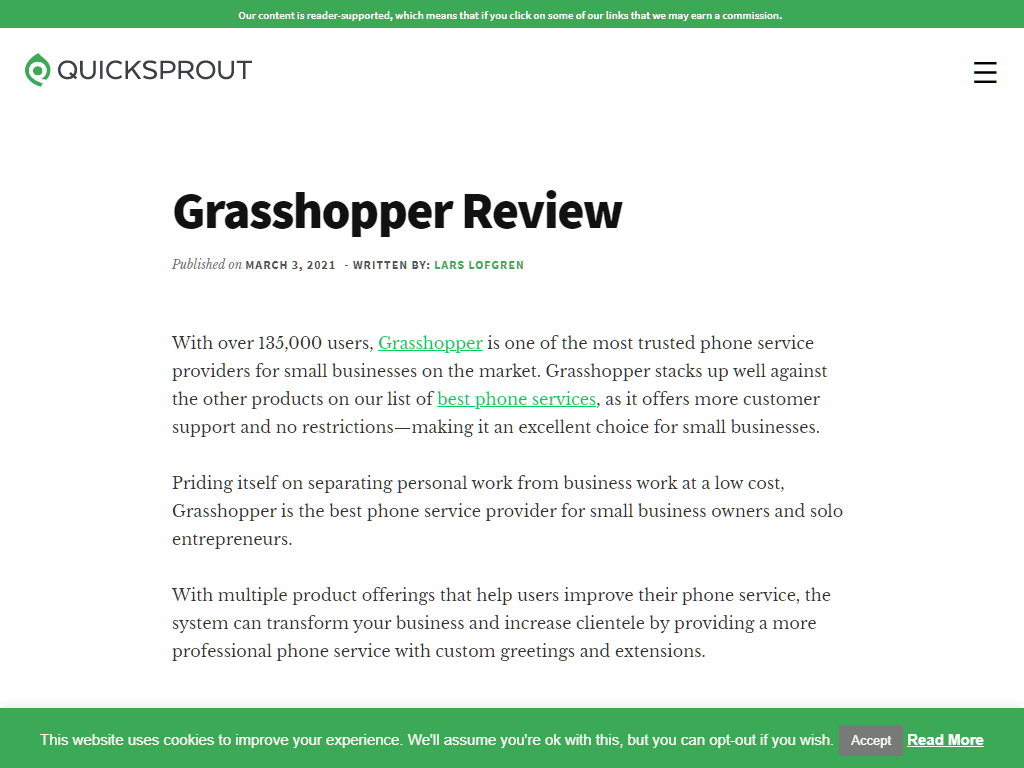 Our content is reader-supported, which means that if you click on some of our links that we may earn a commission.
QUICKSPROUT
Grasshopper Review
Published on MARCH 3, 2021 - WRITTEN BY: LARS LOFGREN
With over 135,000 users, Grasshopper is one of the most trusted phone service
providers for small businesses on the market. Grasshopper stacks up well against
the other products on our list of best phone services, as it offers more customer
support and no restrictions—making it an excellent choice for small businesses.
Priding itself on separating personal work from business work at a low cost,
Grasshopper is the best phone service provider for small business owners and solo
entrepreneurs.
With multiple product offerings that help users improve their phone service, the
system can transform your business and increase clientele by providing a more
professional phone service with custom greetings and extensions.
This website uses cookies to improve your experience. We'll assume you're ok with this, but you can opt-out if you wish. Accept Read More